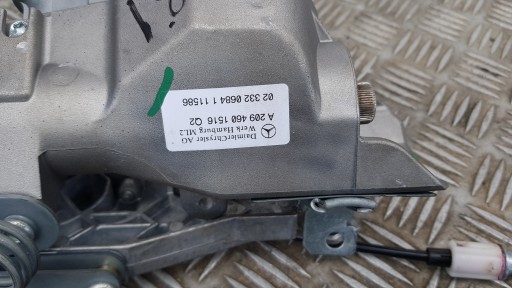 DaimlerChrysler AG
Werk Hamburg ML2
A 209 460 1516 Q2
02 332 0684 1 11586